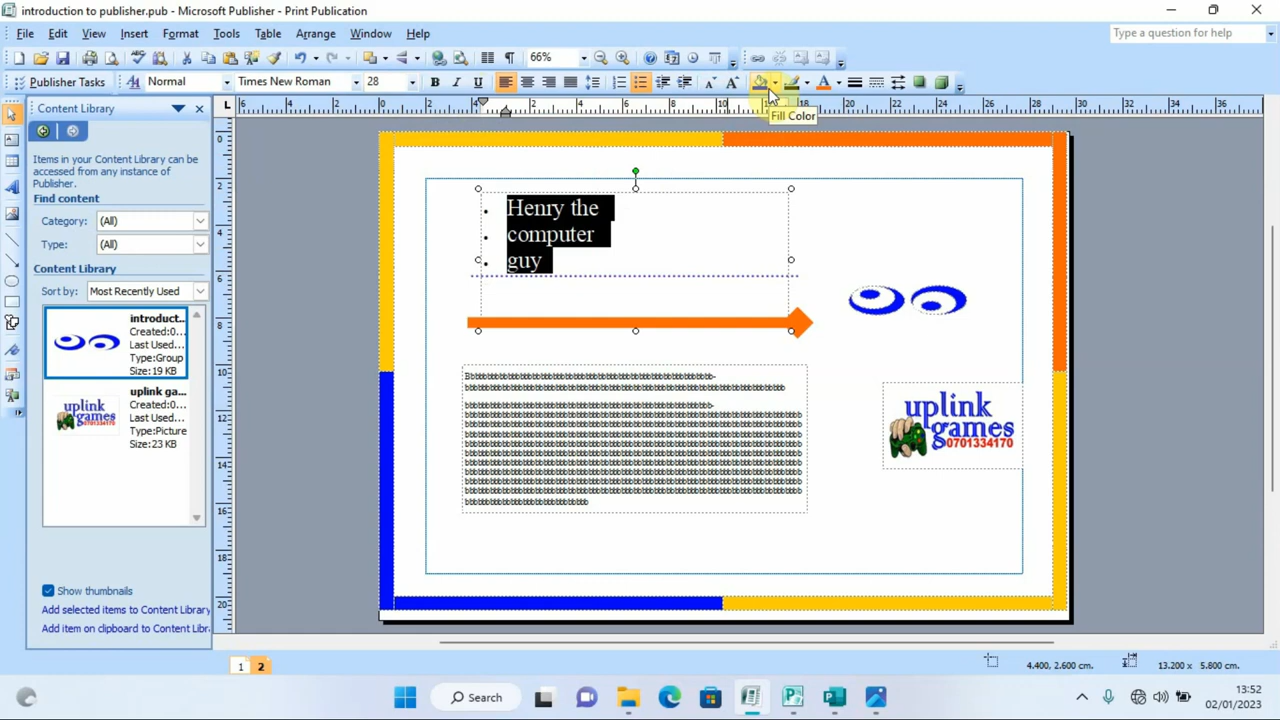 introduction to publisher.pub - Microsoft Publisher - Print Publication
File Edit View Insert Format Tools Table Arrange Window Help
Type a question for help
66%
Publisher Tasks Normal Times New Roman 28
Fill Color
Content Library
Items in your Content Library can be
accessed from any instance of
Publisher.
Find content
Category: (All)
Type: (All)
Content Library
Sort by: Most Recently Used
introduct...
Created:0...
Last Used...
Type:Group
Size:19 KB
uplink ga...
Created:0...
Last Used...
Type:Picture
Size:23 KB
Show thumbnails
Add selected items to Content Library
Add item on clipboard to Content Libr
Henry the
computer
guy
uplink
games
0701334170
1 2
4.400, 2.600 cm.
13.200 x 5.800 cm.
Search
13:52
02/01/2023